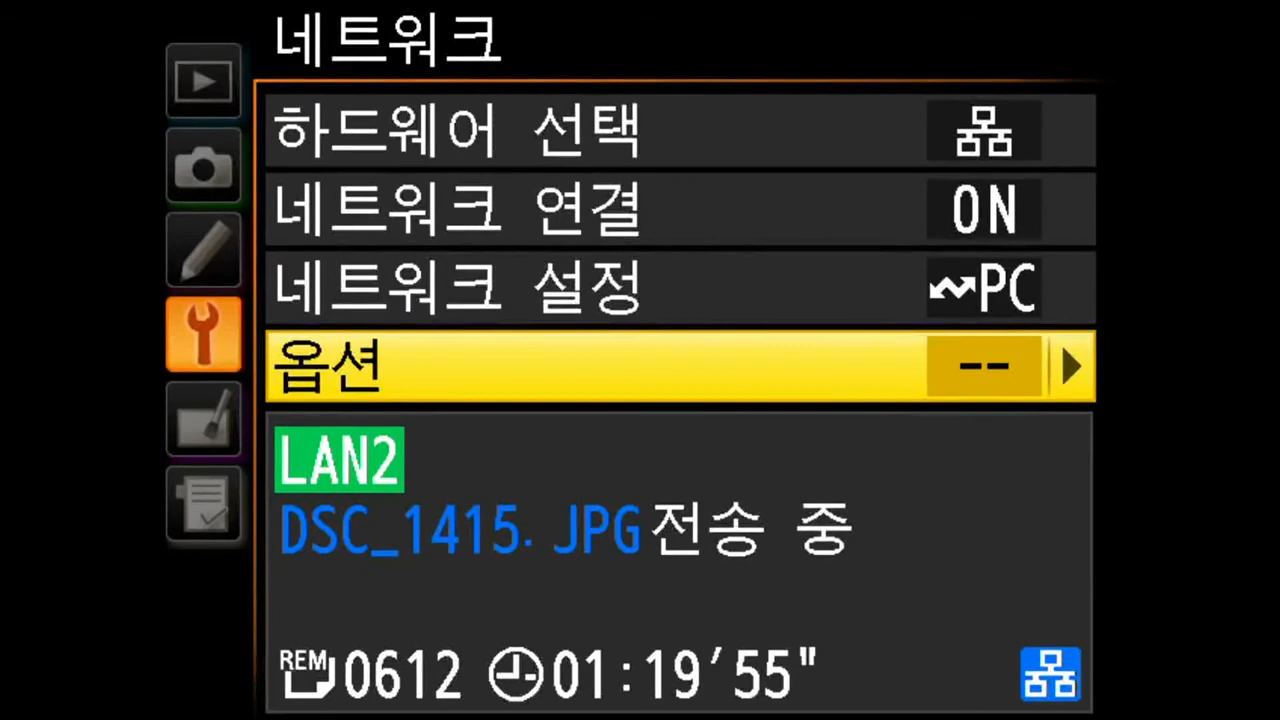 네트워크
하드웨어 선택
네트워크 연결 ON
네트워크 설정 PC
옵션 --
LAN2
DSC_1415.JPG전송 중
REM 0612 01:19'55"